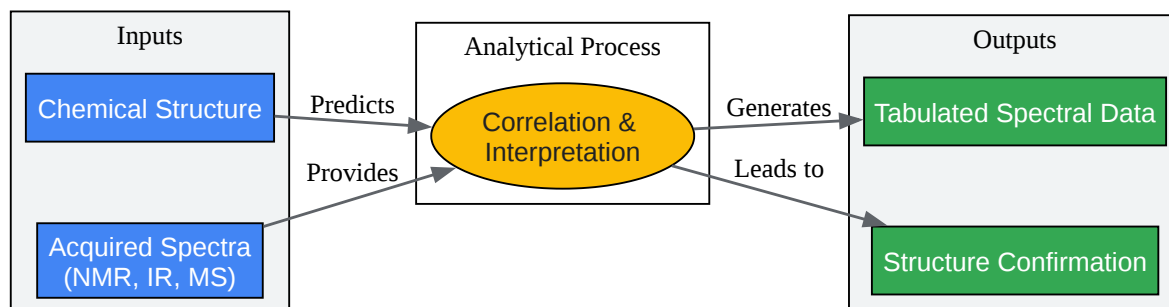 Inputs
Chemical Structure
Acquired Spectra
(NMR, IR, MS)
Predicts
Provides
Analytical Process
Correlation &
Interpretation
Generates
Leads to
Outputs
Tabulated Spectral Data
Structure Confirmation